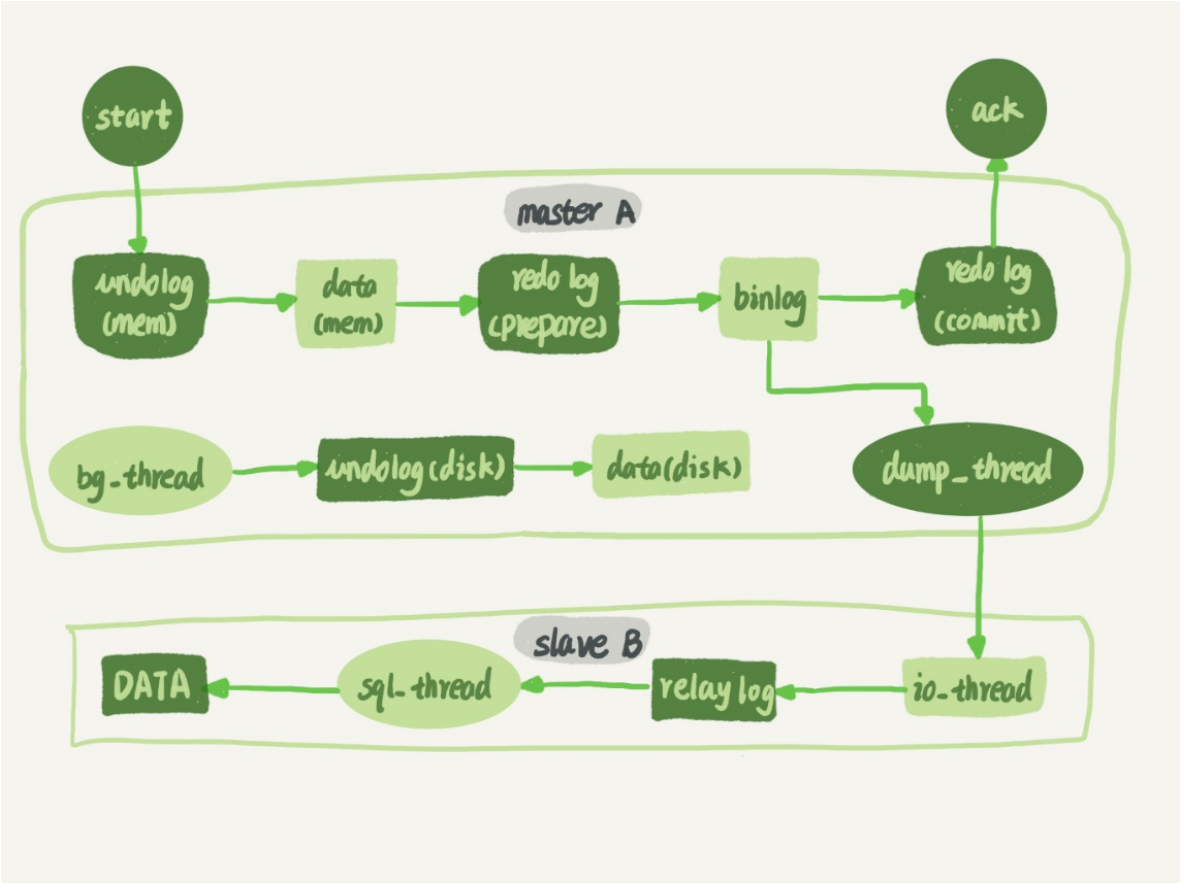 start
ack
master A
undolog
(mem)
data
(mem)
redo log
(prepare)
binlog
redo log
(commit)
bg_thread
undolog(disk)
data(disk)
dump_thread
slave B
DATA
sql_thread
relay log
io_thread